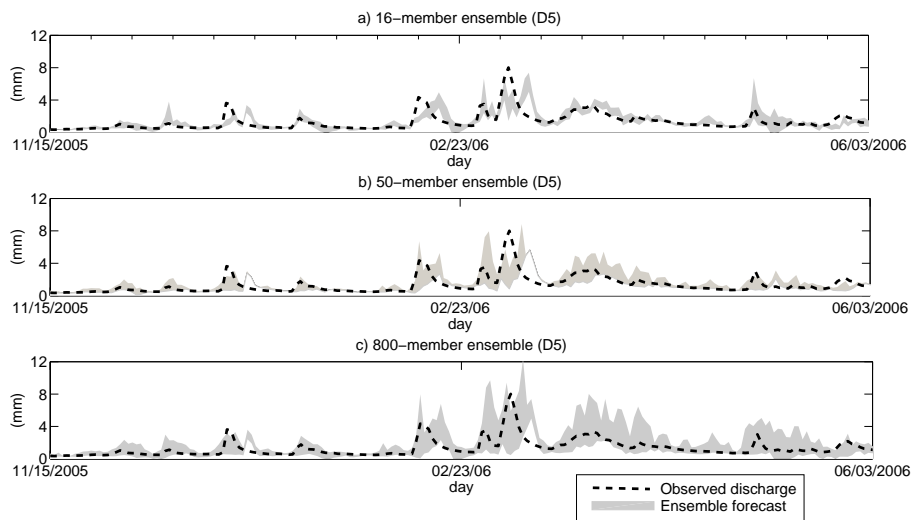 a) 16−member ensemble (D5)
12
8
4
0
(mm)
11/15/2005 02/23/06 06/03/2006
day
b) 50−member ensemble (D5)
12
8
4
0
(mm)
11/15/2005 02/23/06 06/03/2006
day
c) 800−member ensemble (D5)
12
8
4
0
(mm)
11/15/2005 02/23/06 06/03/2006
day
Observed discharge
Ensemble forecast